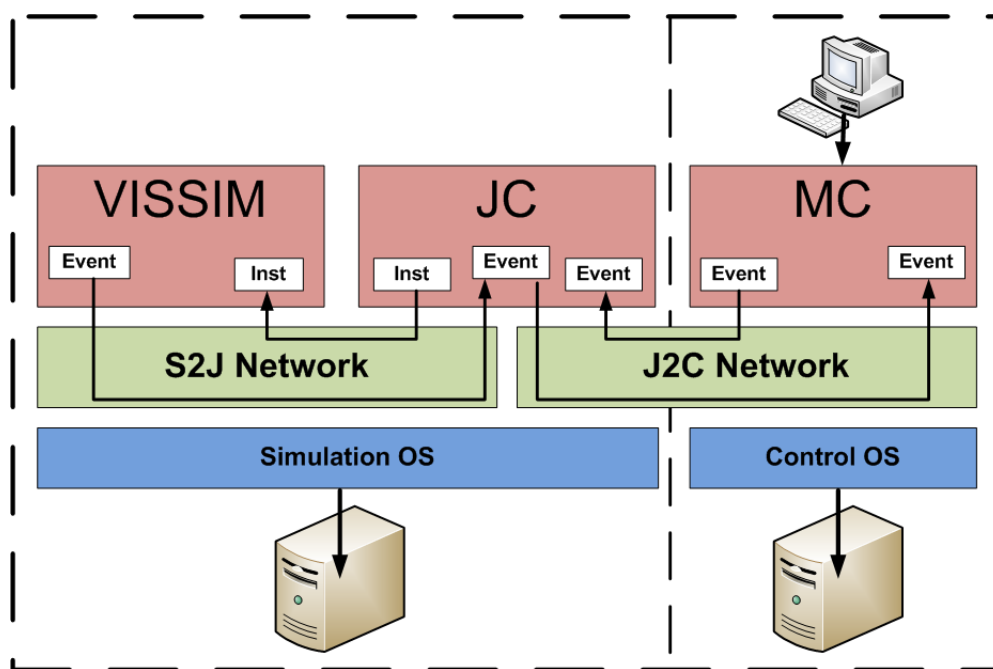 VISSIM
JC
MC
Event
Inst
Inst
Event
Event
Event
Event
S2J Network
J2C Network
Simulation OS
Control OS